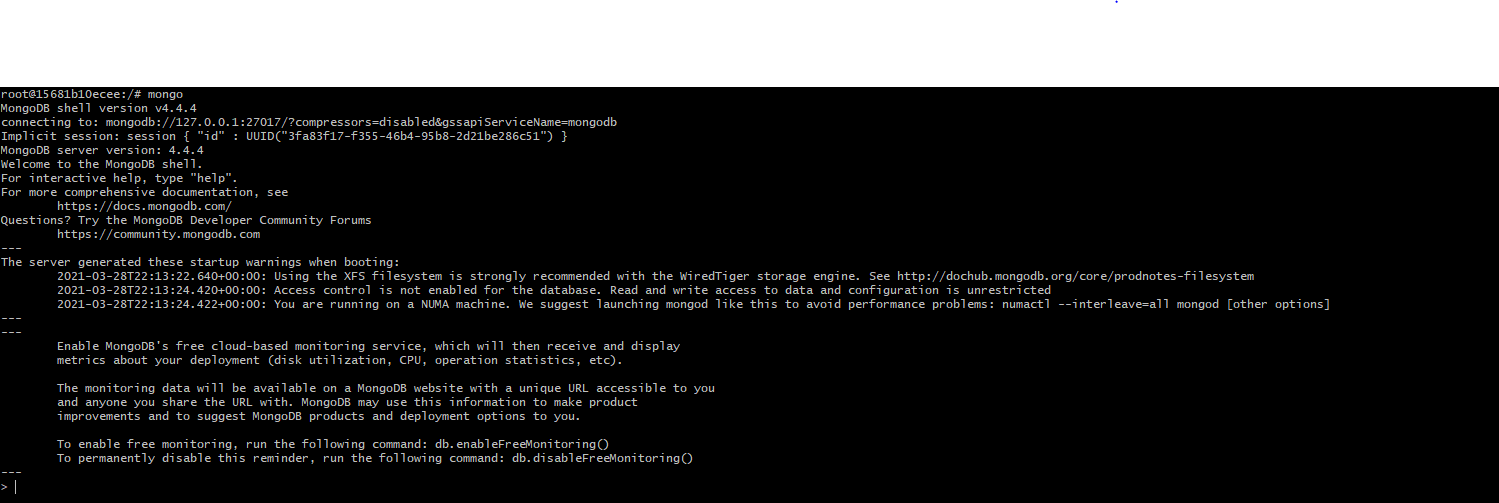 root@15681b10ecee:/# mongo
MongoDB shell version v4.4.4
connecting to: mongodb://127.0.0.1:27017/?compressors=disabled&gssapiServiceName=mongodb
Implicit session: session { "id" : UUID("3fa83f17-f355-46b4-95b8-2d21be286c51") }
MongoDB server version: 4.4.4
Welcome to the MongoDB shell.
For interactive help, type "help".
For more comprehensive documentation, see
        https://docs.mongodb.com/
Questions? Try the MongoDB Developer Community Forums
        https://community.mongodb.com
---
The server generated these startup warnings when booting:
        2021-03-28T22:13:22.640+00:00: Using the XFS filesystem is strongly recommended with the WiredTiger storage engine. See http://dochub.mongodb.org/core/prodnotes-filesystem
        2021-03-28T22:13:24.420+00:00: Access control is not enabled for the database. Read and write access to data and configuration is unrestricted
        2021-03-28T22:13:24.422+00:00: You are running on a NUMA machine. We suggest launching mongod like this to avoid performance problems: numactl --interleave=all mongod [other options]
---
---
        Enable MongoDB's free cloud-based monitoring service, which will then receive and display
        metrics about your deployment (disk utilization, CPU, operation statistics, etc).

        The monitoring data will be available on a MongoDB website with a unique URL accessible to you
        and anyone you share the URL with. MongoDB may use this information to make product
        improvements and to suggest MongoDB products and deployment options to you.

        To enable free monitoring, run the following command: db.enableFreeMonitoring()
        To permanently disable this reminder, run the following command: db.disableFreeMonitoring()
---
>